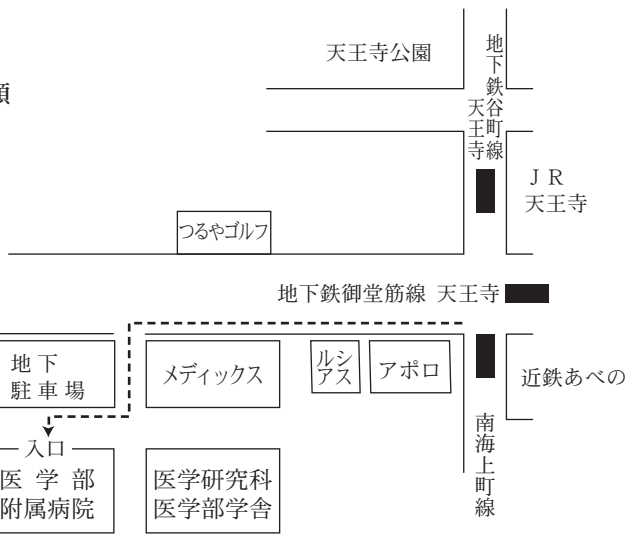 天王寺公園
地下鉄谷町線
天王寺
JR
天王寺
つるやゴルフ
地下鉄御堂筋線 天王寺
地下
駐車場
メディックス
ルシ
アス
アポロ
近鉄あべの
南海上町線
入口
医学部
附属病院
医学研究科
医学部学舎